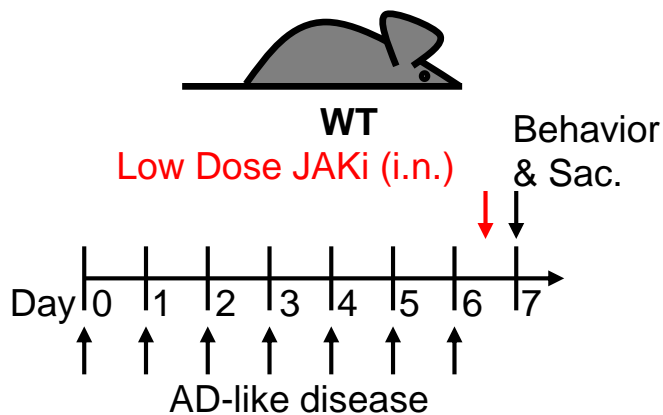 WT
Low Dose JAKi (i.n.)
Behavior
& Sac.
Day 0 1 2 3 4 5 6 7
AD-like disease